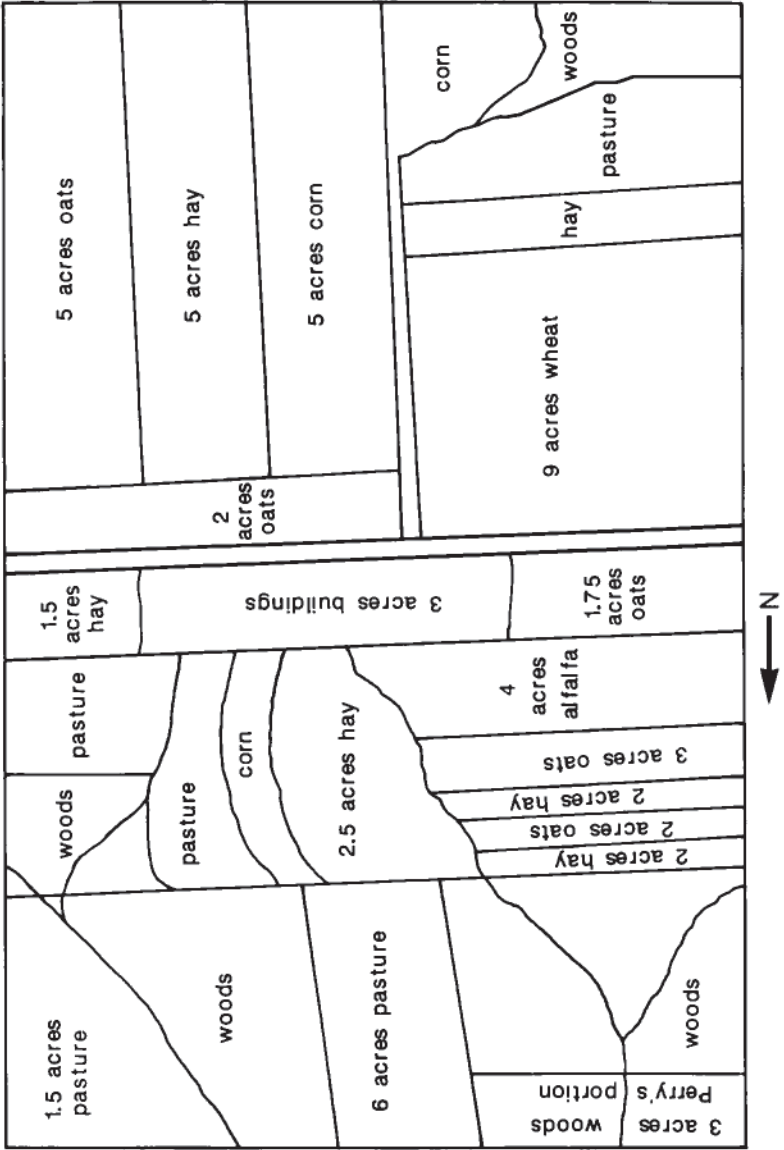 5 acres oats
5 acres hay
5 acres corn
corn
woods
pasture
hay
9 acres wheat
2
acres
oats
1.5
acres
hay
3 acres buildings
1.75
acres
oats
N
pasture
woods
pasture
corn
2.5 acres hay
4
acres
alfalfa
3 acres oats
2 acres hay
2 acres oats
2 acres hay
1.5 acres
pasture
woods
6 acres pasture
woods
3 acres woods
Perry's portion